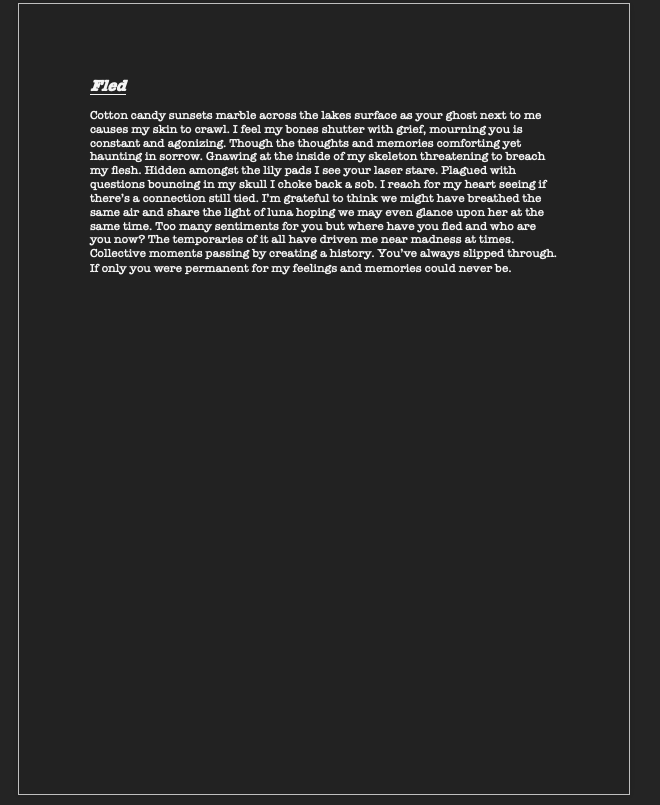 Fled
Cotton candy sunsets marble across the lakes surface as your ghost next to me
causes my skin to crawl. I feel my bones shutter with grief, mourning you is
constant and agonizing. Though the thoughts and memories comforting yet
haunting in sorrow. Gnawing at the inside of my skeleton threatening to breach
my flesh. Hidden amongst the lily pads I see your laser stare. Plagued with
questions bouncing in my skull I choke back a sob. I reach for my heart seeing if
there's a connection still tied. I'm grateful to think we might have breathed the
same air and share the light of luna hoping we may even glance upon her at the
same time. Too many sentiments for you but where have you fled and who are
you now? The temporaries of it all have driven me near madness at times.
Collective moments passing by creating a history. You've always slipped through.
If only you were permanent for my feelings and memories could never be.